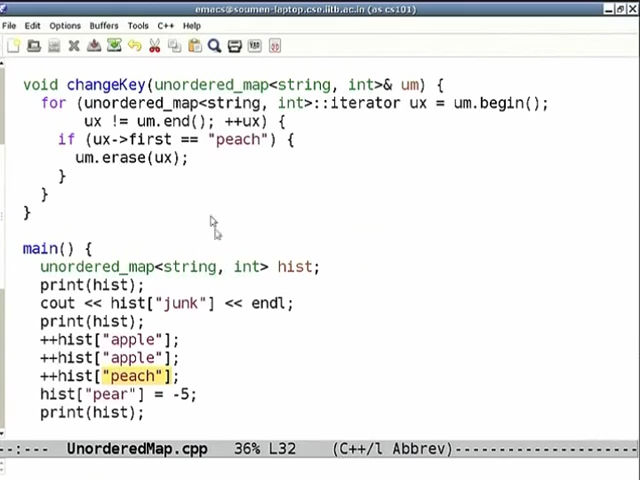 emacs@soumen-laptop.cse.iitb.ac.in (as cs101)
File Edit Options Buffers Tools C++ Help
void changeKey(unordered_map<string, int>& um) {
for (unordered_map<string, int>::iterator ux = um.begin();
ux != um.end(); ++ux) {
if (ux->first == "peach") {
um.erase(ux);
}
}
}
main() {
unordered_map<string, int> hist;
print(hist);
cout << hist["junk"] << endl;
print(hist);
++hist["apple"];
++hist["apple"];
++hist["peach"];
hist["pear"] = -5;
print(hist);
--:--- UnorderedMap.cpp 36% L32 (C++/l Abbrev)--------------------